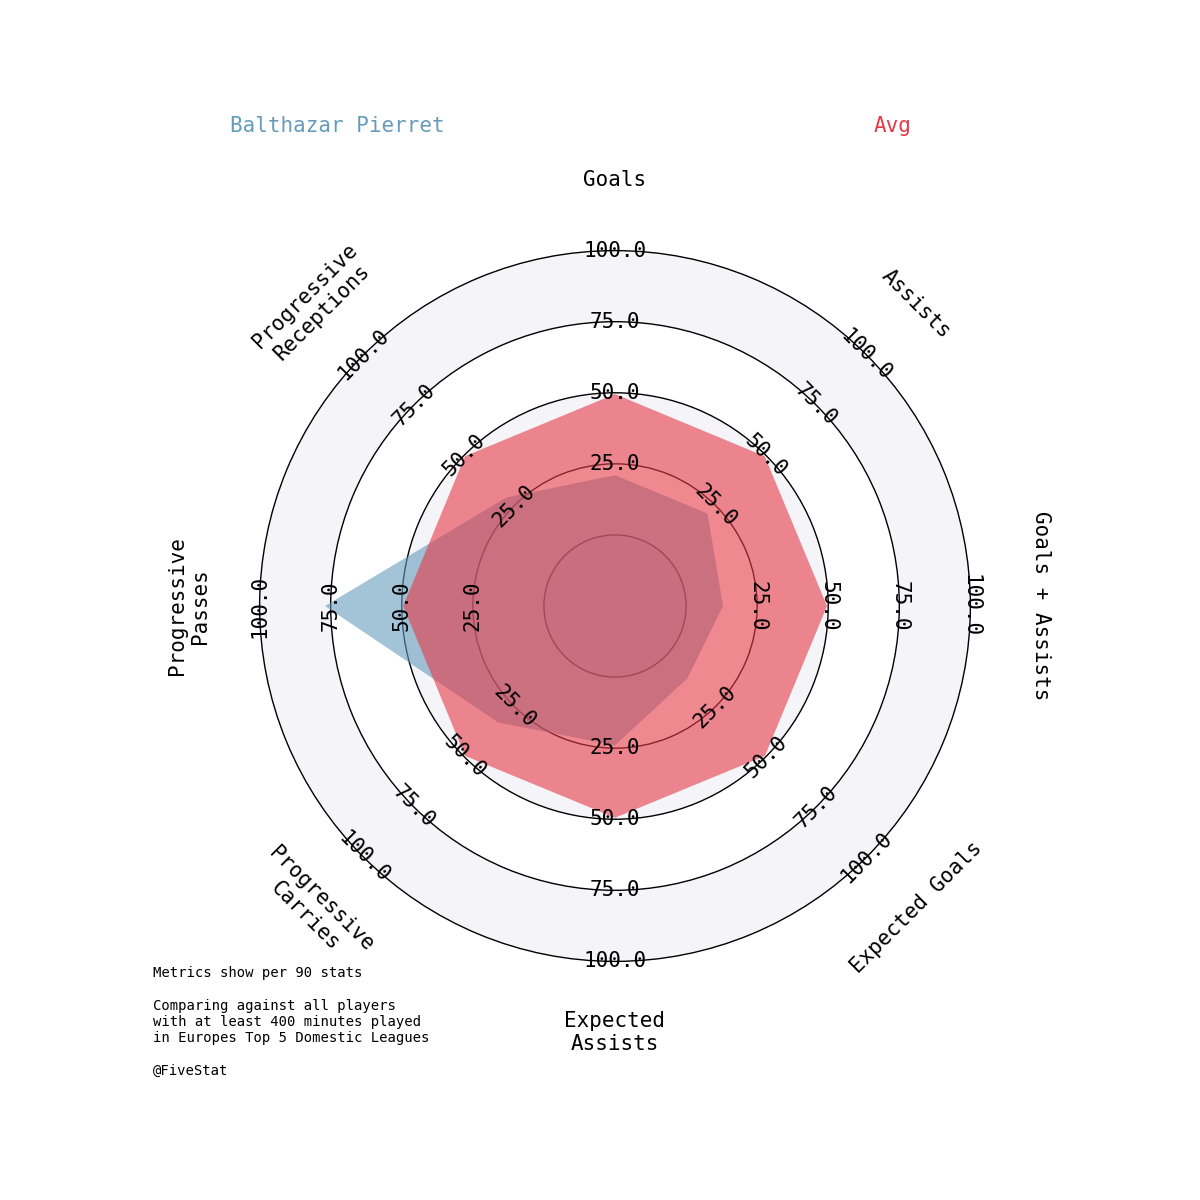 Balthazar Pierret
Avg
Goals
Assists
Goals + Assists
Expected Goals
Expected
Assists
Progressive
Carries
Progressive
Passes
Progressive
Receptions
25.0
50.0
75.0
100.0
25.0
50.0
75.0
100.0
25.0
50.0
75.0
100.0
25.0
50.0
75.0
100.0
25.0
50.0
75.0
100.0
25.0
50.0
75.0
100.0
25.0
50.0
75.0
100.0
25.0
50.0
75.0
100.0
Metrics show per 90 stats
Comparing against all players
with at least 400 minutes played
in Europes Top 5 Domestic Leagues
@FiveStat